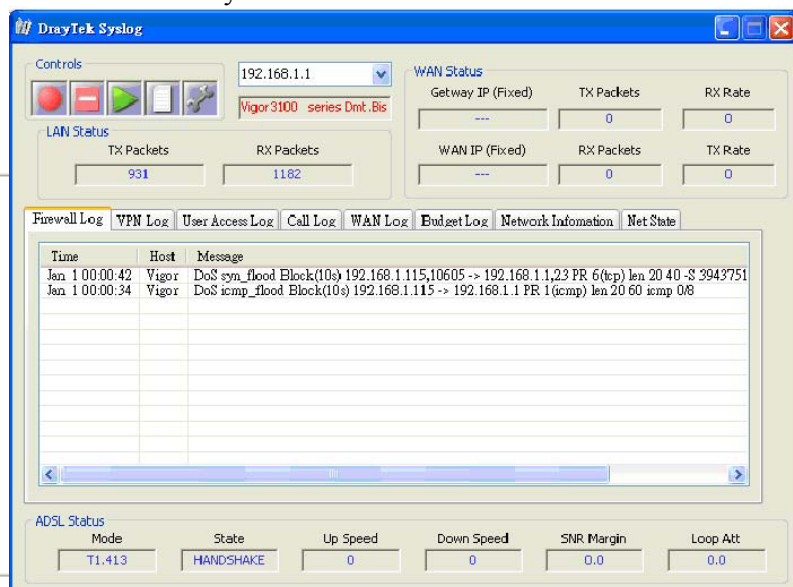 DrayTek Syslog
Controls
192.168.1.1
Vigor3100 series Dmt.Bis
LAN Status
TX Packets RX Packets
931 1182
WAN Status
Getway IP (Fixed) TX Packets RX Rate
--- 0 0
WAN IP (Fixed) RX Packets TX Rate
--- 0 0
Firewall Log VPN Log User Access Log Call Log WAN Log Budget Log Network Infomation Net State
Time Host Message
Jan 1 00:00:42 Vigor DoS syn_flood Block(10s) 192.168.1.115,10605 -> 192.168.1.1,23 PR 6(tcp) len 20 40 -S 3943751
Jan 1 00:00:34 Vigor DoS icmp_flood Block(10s) 192.168.1.115 -> 192.168.1.1 PR 1(icmp) len 20 60 icmp 0/8
ADSL Status
Mode State Up Speed Down Speed SNR Margin Loop Att
T1.413 HANDSHAKE 0 0 0.0 0.0